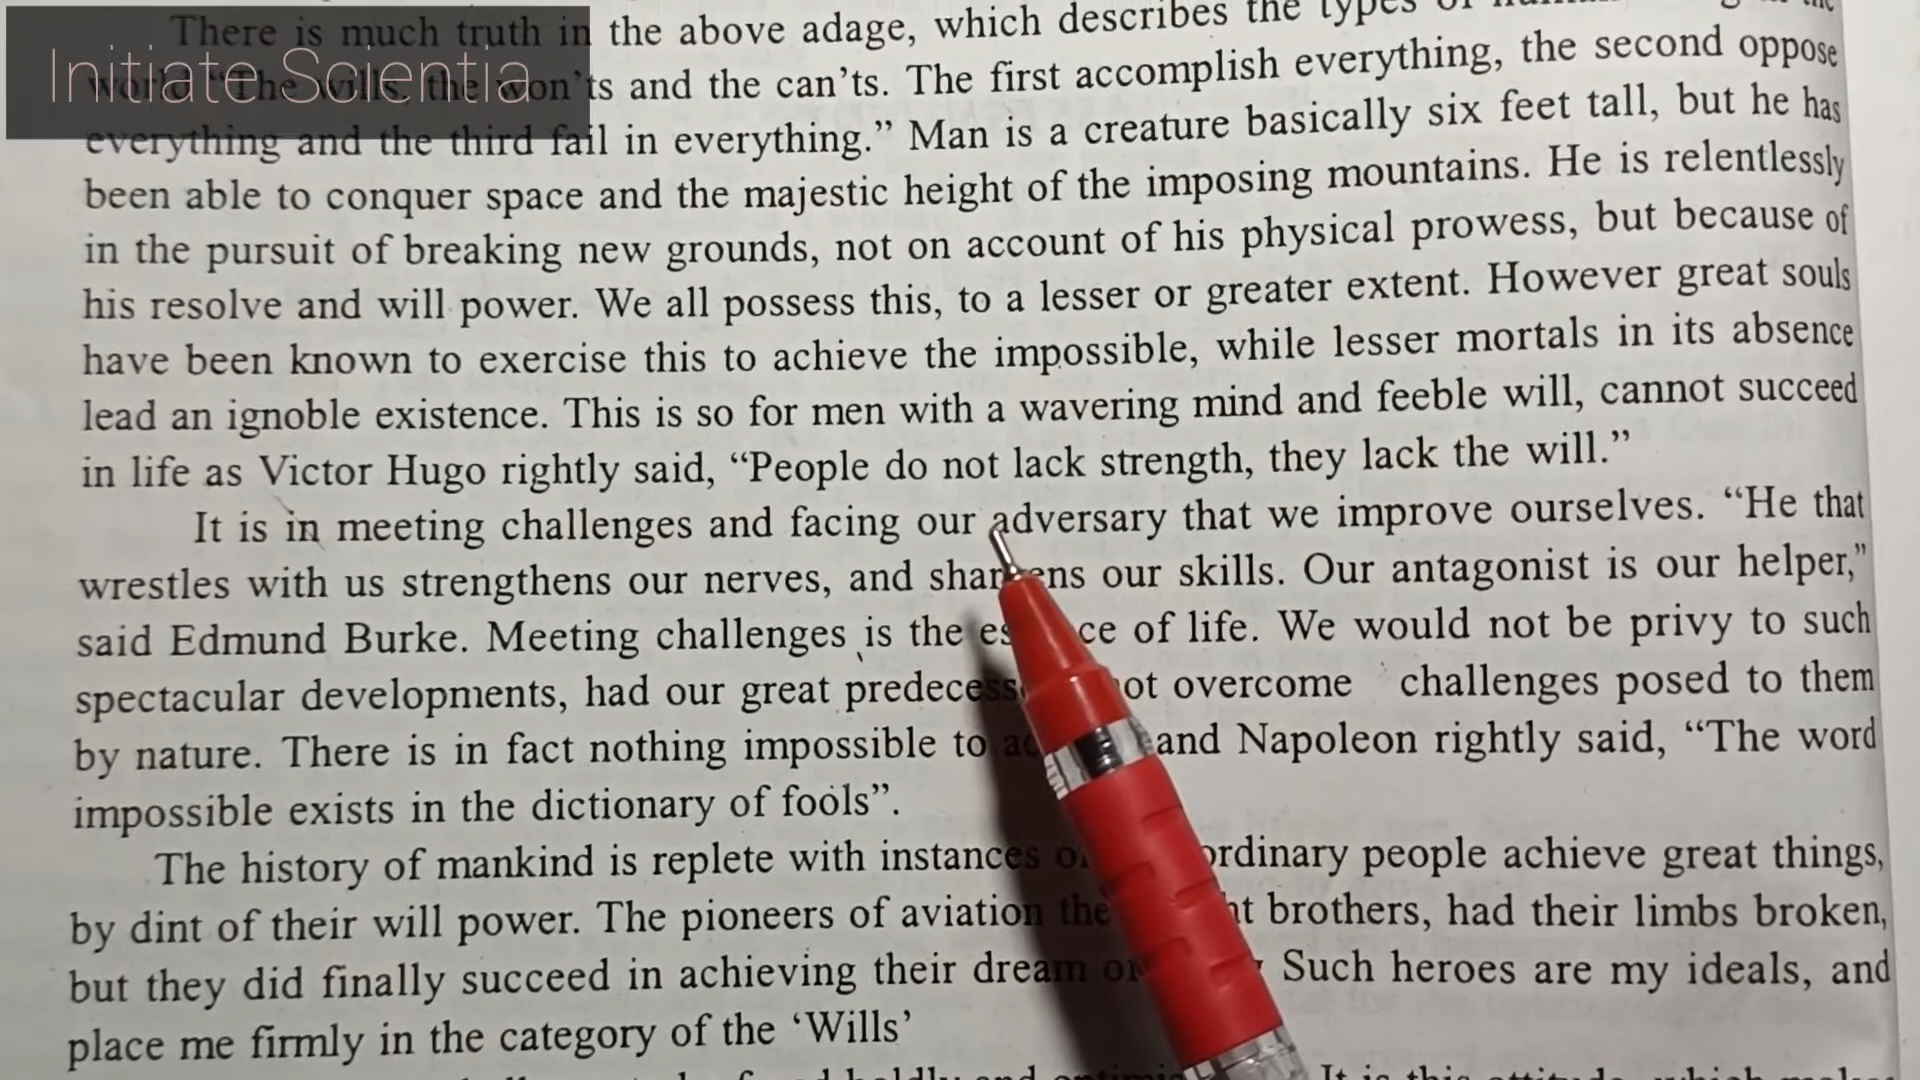 Initiate Scientia
There is much truth in the above adage, which describes the types of
world "The wills, the won'ts and the can'ts. The first accomplish everything, the second oppose
everything and the third fail in everything." Man is a creature basically six feet tall, but he has
been able to conquer space and the majestic height of the imposing mountains. He is relentlessly
in the pursuit of breaking new grounds, not on account of his physical prowess, but because of
his resolve and will power. We all possess this, to a lesser or greater extent. However great souls
have been known to exercise this to achieve the impossible, while lesser mortals in its absence
lead an ignoble existence. This is so for men with a wavering mind and feeble will, cannot succeed
in life as Victor Hugo rightly said, "People do not lack strength, they lack the will."
It is in meeting challenges and facing our adversary that we improve ourselves. "He that
wrestles with us strengthens our nerves, and sharpens our skills. Our antagonist is our helper,"
said Edmund Burke. Meeting challenges is the essence of life. We would not be privy to such
spectacular developments, had our great not overcome challenges posed to them
by nature. There is in fact nothing impossible to and Napoleon rightly said, "The word
impossible exists in the dictionary of fools".
The history of mankind is replete with instances ordinary people achieve great things,
by dint of their will power. The pioneers of aviation the brothers, had their limbs broken,
but they did finally succeed in achieving their dream Such heroes are my ideals, and
place me firmly in the category of the 'Wills'
boldly and It is this attitude, which makes